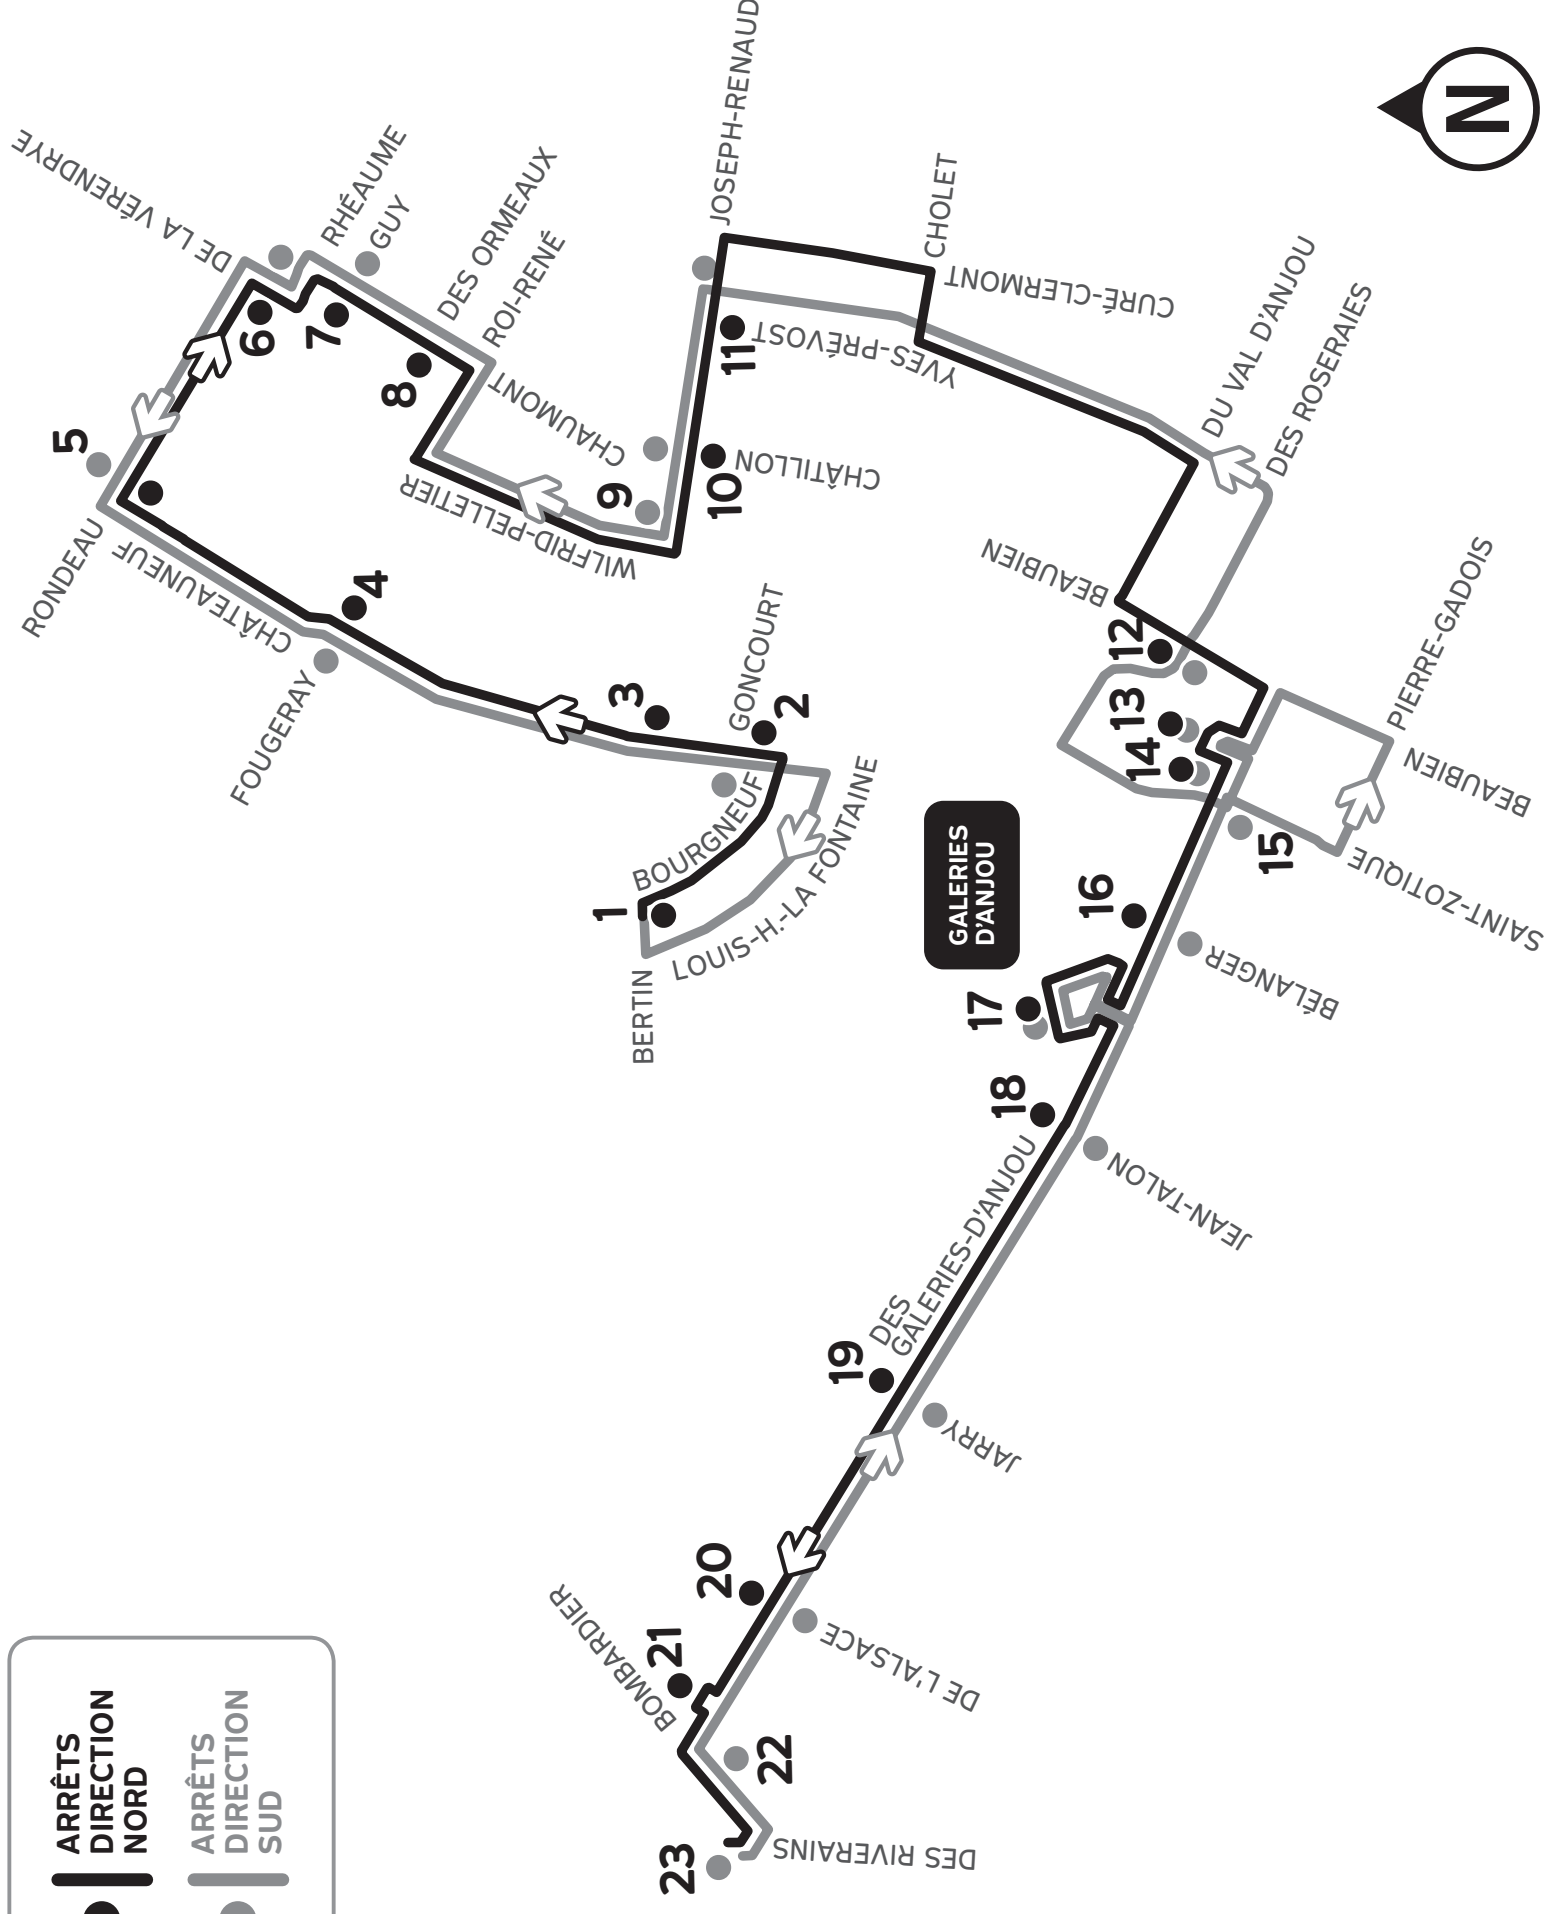 ARRÊTS
DIRECTION
NORD
ARRÊTS
DIRECTION
SUD
N
DE LA VÉRENDRYE
RHÉAUME
GUY
DES ORMEAUX
ROI-RENÉ
CHAUMONT
JOSEPH-RENAUD
CHOLET
CURÉ-CLERMONT
YVES-PRÉVOST
CHÂTILLON
WILFRID-PELLETIER
RONDEAU
CHÂTEAUNEUF
FOUGERAY
GONCOURT
BOURGNEUF
LOUIS-H.-LA FONTAINE
BERTIN
DU VAL D'ANJOU
DES ROSERAIES
BEAUBIEN
PIERRE-GADOIS
BEAUBIEN
SAINT-ZOTIQUE
BÉLANGER
GALERIES
D'ANJOU
JEAN-TALON
DES
GALERIES-D'ANJOU
JARRY
DE L'ALSACE
BOMBARDIER
DES RIVERAINS
1
2
3
4
5
6
7
8
9
10
11
12
13
14
15
16
17
18
19
20
21
22
23